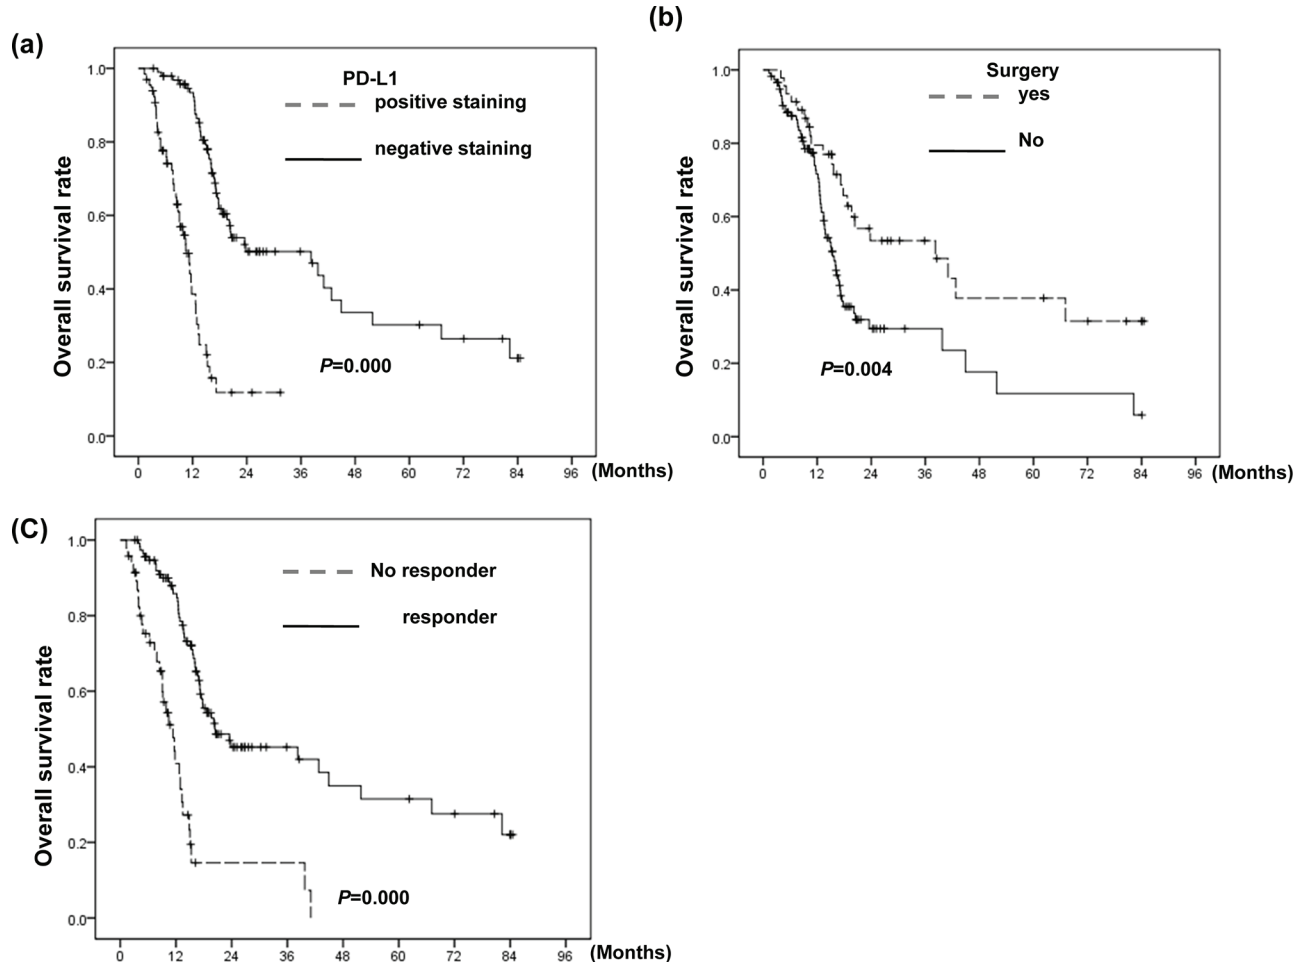 (a)
PD-L1
positive staining
negative staining
Overall survival rate
1.0
0.8
0.6
0.4
0.2
0.0
P=0.000
0 12 24 36 48 60 72 84 96 (Months)
(b)
Surgery
yes
No
Overall survival rate
1.0
0.8
0.6
0.4
0.2
0.0
P=0.004
0 12 24 36 48 60 72 84 96 (Months)
(C)
No responder
responder
Overall survival rate
1.0
0.8
0.6
0.4
0.2
0.0
P=0.000
0 12 24 36 48 60 72 84 96 (Months)